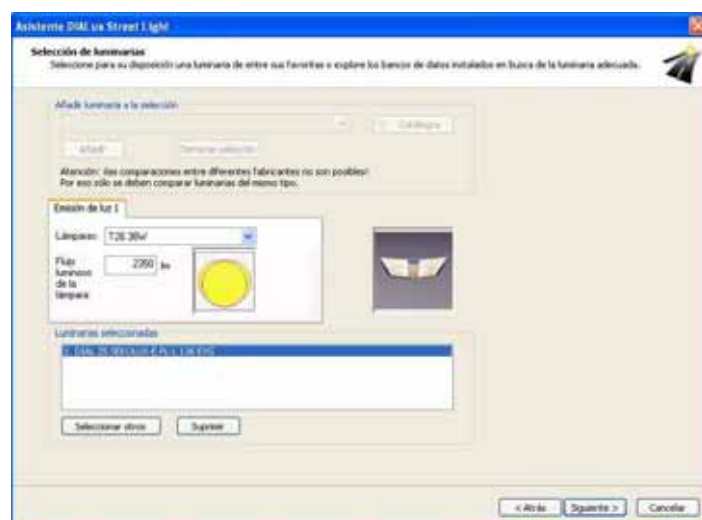 Asistente DIALux Street Light
Selección de luminarias
Seleccione para su disposición una luminaria de entre sus favoritas o explore los bancos de datos instalados en busca de la luminaria adecuada.
Añadir luminaria a la selección
Catálogos
Añadir
Terminar selección
Atención: ¡las comparaciones entre diferentes fabricantes no son posibles!
Por eso sólo se deben comparar luminarias del mismo tipo.
Emisión de luz 1
Lámparas: T26 38W
Flujo
luminoso
de la
lámpara:
2350 lm
Luminarias seleccionadas
DIAL
Seleccionar otros
Suprimir
< Atrás
Siguiente >
Cancelar